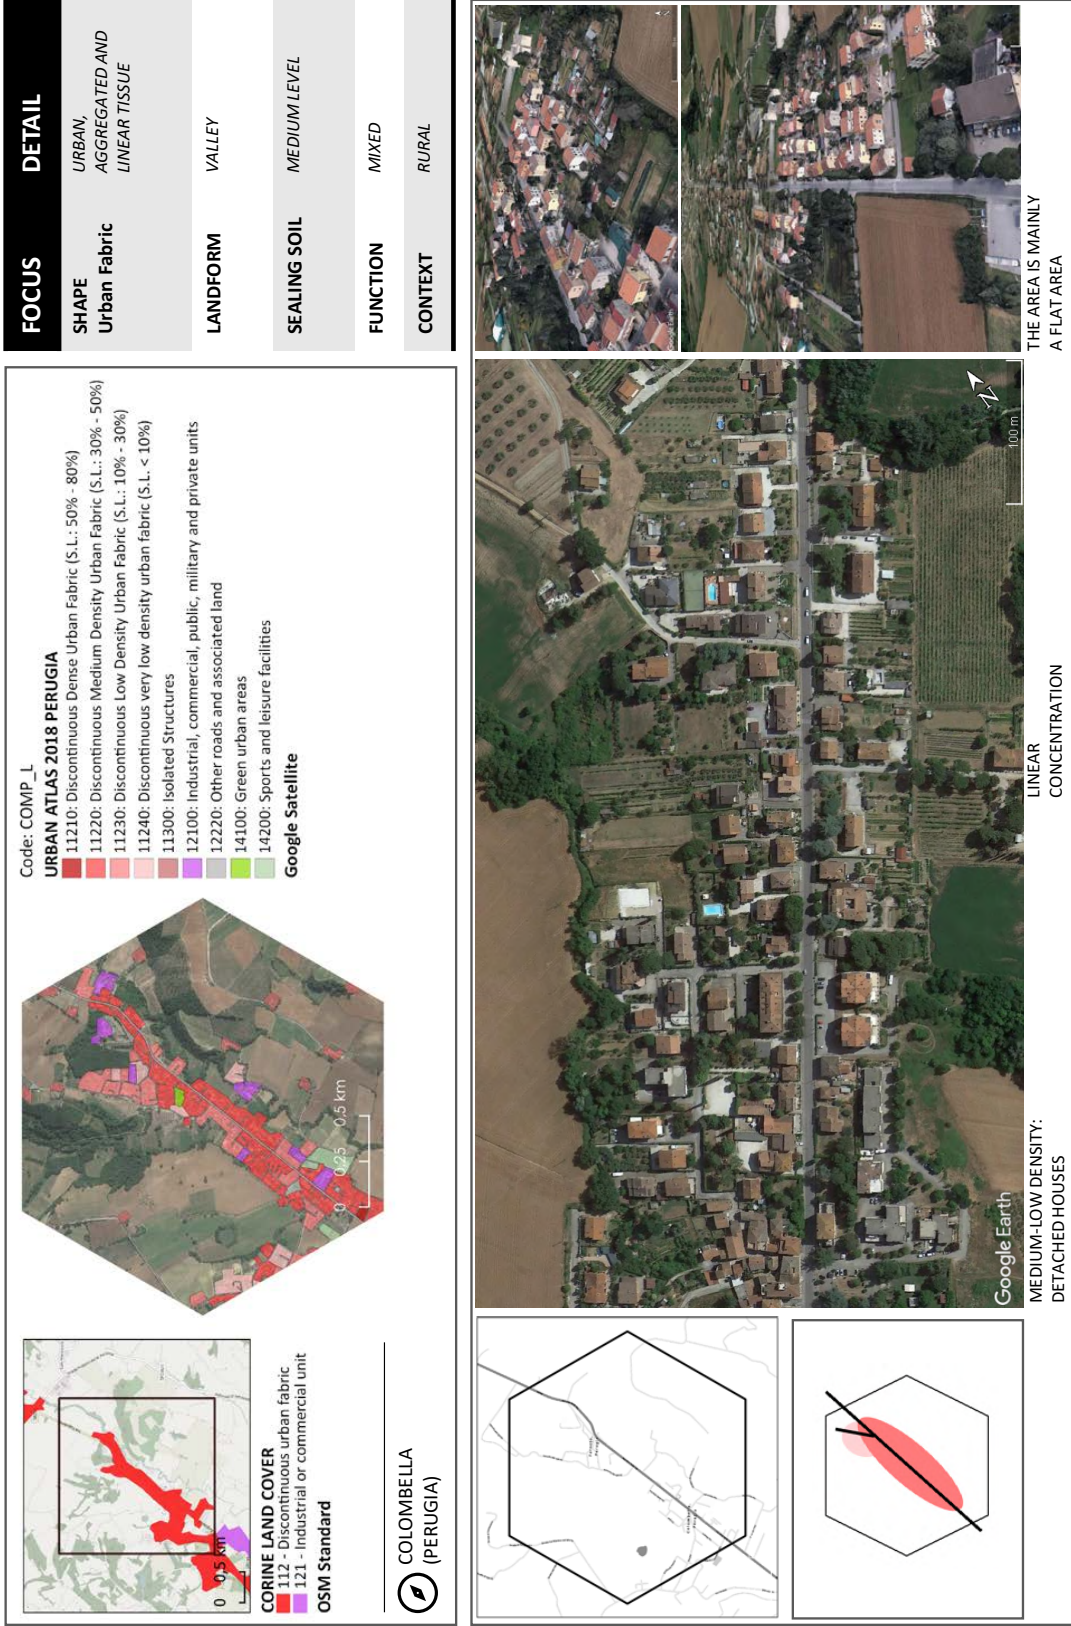 0 0,5 km
CORINE LAND COVER
112 - Discontinuous urban fabric
121 - Industrial or commercial unit
OSM Standard
COLOMBELLA
(PERUGIA)
0 0,25 0,5 km
Code: COMP_L
URBAN ATLAS 2018 PERUGIA
11210: Discontinuous Dense Urban Fabric (S.L.: 50% - 80%)
11220: Discontinuous Medium Density Urban Fabric (S.L.: 30% - 50%)
11230: Discontinuous Low Density Urban Fabric (S.L.: 10% - 30%)
11240: Discontinuous very low density urban fabric (S.L. < 10%)
11300: Isolated Structures
12100: Industrial, commercial, public, military and private units
12220: Other roads and associated land
14100: Green urban areas
14200: Sports and leisure facilities
Google Satellite
FOCUS DETAIL
SHAPE URBAN,
Urban Fabric AGGREGATED AND
LINEAR TISSUE
LANDFORM VALLEY
SEALING SOIL MEDIUM LEVEL
FUNCTION MIXED
CONTEXT RURAL
Google Earth
N
100 m
MEDIUM-LOW DENSITY:
DETACHED HOUSES
LINEAR
CONCENTRATION
THE AREA IS MAINLY
A FLAT AREA